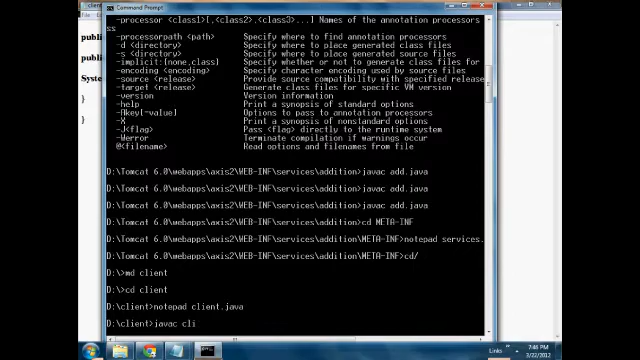 Command Prompt
-processor <class1>[,<class2>,<class3>...] Names of the annotation processors
ss
-processorpath <path> Specify where to find annotation processors
-d <directory> Specify where to place generated class files
-s <directory> Specify where to place generated source files
-implicit:[none,class] Specify whether or not to generate class files for
-encoding <encoding> Specify character encoding used by source files
-source <release> Provide source compatibility with specified release
-target <release> Generate class files for specific VM version
-version Version information
-help Print a synopsis of standard options
-Akey[=value] Options to pass to annotation processors
-X Print a synopsis of nonstandard options
-J<flag> Pass <flag> directly to the runtime system
-Werror Terminate compilation if warnings occur
@<filename> Read options and filenames from file
D:\Tomcat 6.0\webapps\axis2\WEB-INF\services\addition>javac add.java
D:\Tomcat 6.0\webapps\axis2\WEB-INF\services\addition>javac add.java
D:\Tomcat 6.0\webapps\axis2\WEB-INF\services\addition>javac add.java
D:\Tomcat 6.0\webapps\axis2\WEB-INF\services\addition>cd META-INF
D:\Tomcat 6.0\webapps\axis2\WEB-INF\services\addition\META-INF>notepad services.
D:\Tomcat 6.0\webapps\axis2\WEB-INF\services\addition\META-INF>cd/
D:\>md client
D:\>cd client
D:\client>notepad client.java
D:\client>javac cli
File
publ
publ
Syste
}
}
Links
7:46 PM
3/22/2012